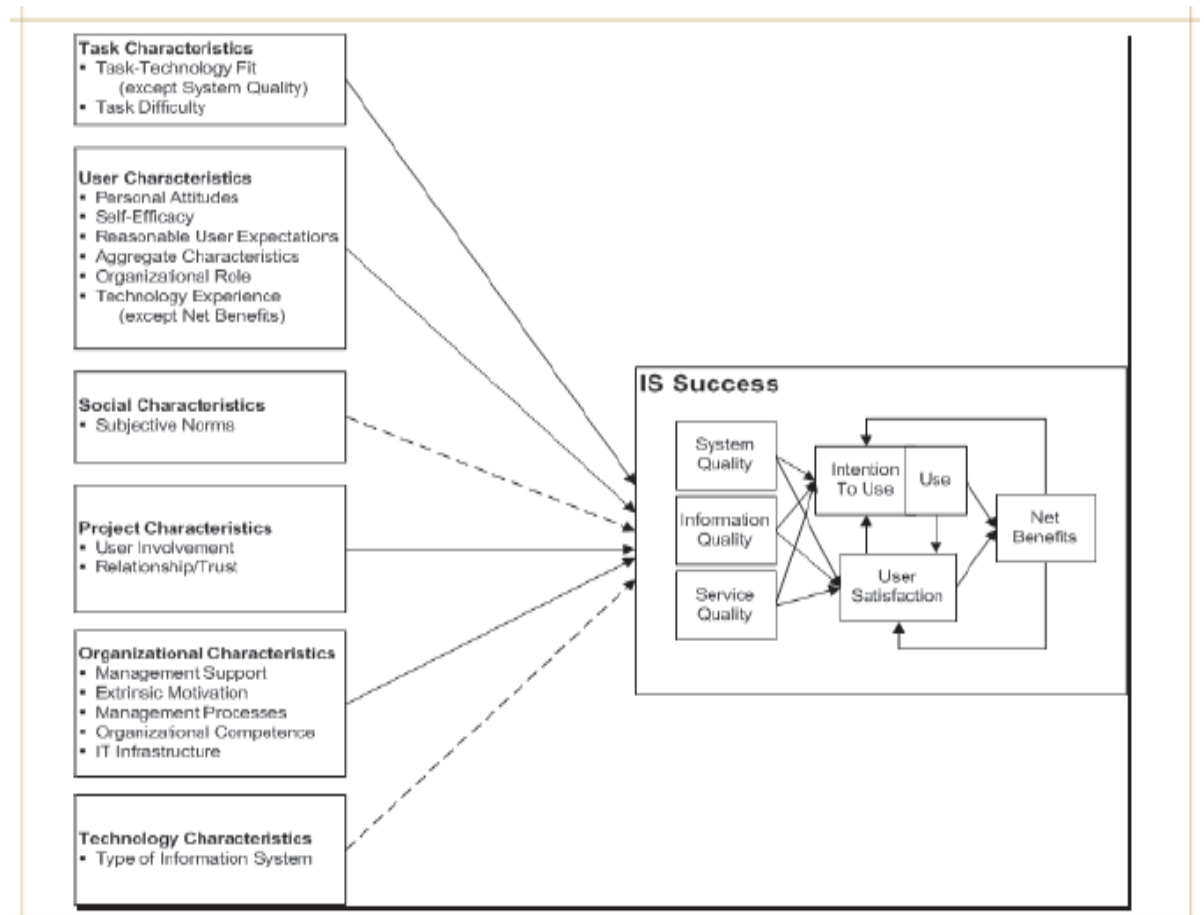 Task Characteristics
▪ Task-Technology Fit
(except System Quality)
▪ Task Difficulty
User Characteristics
▪ Personal Attitudes
▪ Self-Efficacy
▪ Reasonable User Expectations
▪ Aggregate Characteristics
▪ Organizational Role
▪ Technology Experience
(except Net Benefits)
Social Characteristics
▪ Subjective Norms
Project Characteristics
▪ User Involvement
▪ Relationship/Trust
Organizational Characteristics
▪ Management Support
▪ Extrinsic Motivation
▪ Management Processes
▪ Organizational Competence
▪ IT Infrastructure
Technology Characteristics
▪ Type of Information System
IS Success
System
Quality
Information
Quality
Service
Quality
Intention
To Use
Use
User
Satisfaction
Net
Benefits